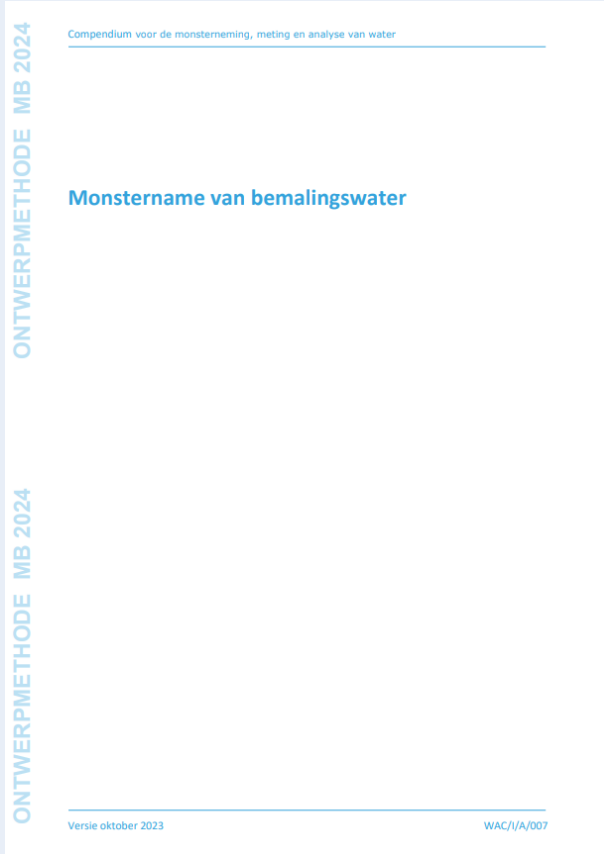 Compendium voor de monsterneming, meting en analyse van water
ONTWERPMETHODE MB 2024
Monstername van bemalingswater
ONTWERPMETHODE MB 2024
Versie oktober 2023
WAC/I/A/007